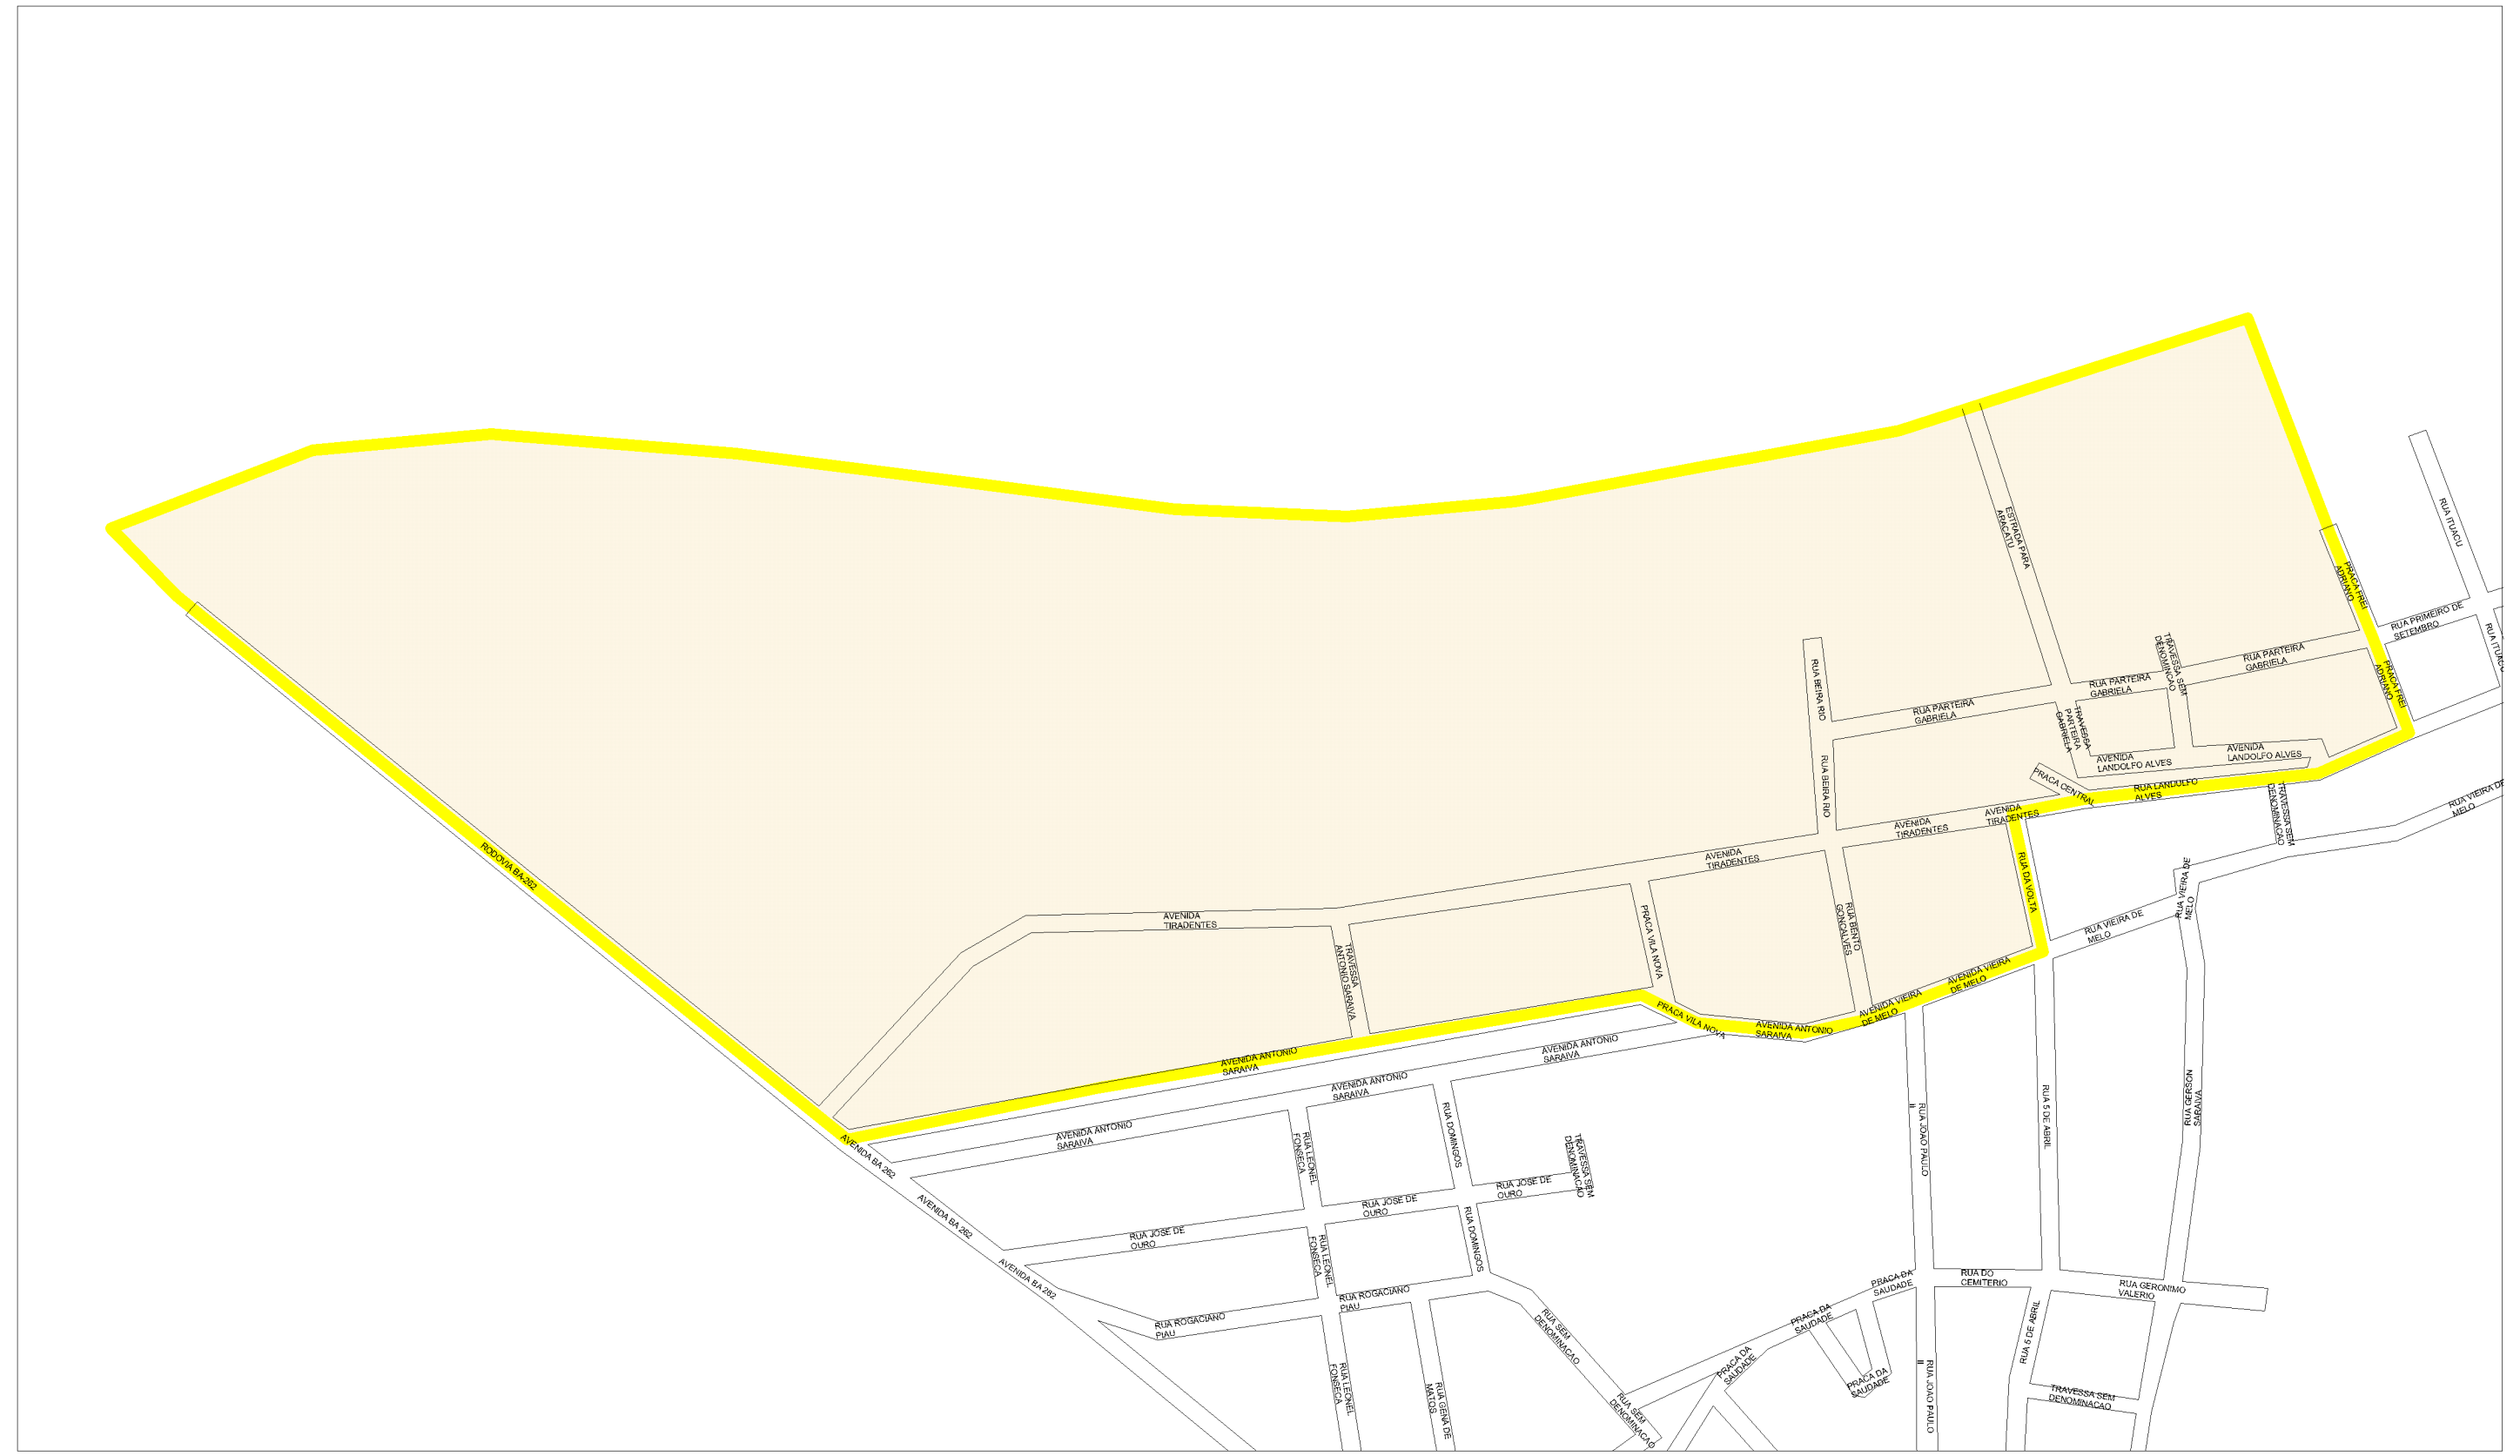 RUA ITUACU
ESTRADA PARA
ARACATU
PRACA FREI
ADRIANO
RUA PRIMEIRO DE
SETEMBRO
RUA ITUACU
TRAVESSA SEM
DENOMINCAO
RUA PARTEIRA
GABRIELA
RUA PARTEIRA
GABRIELA
PRACA FREI
ADRIANO
RUA BEIRA RIO
RUA PARTEIRA
GABRIELA
TRAVESSA
PARTEIRA
GABRIELA
AVENIDA
LANDOLFO ALVES
AVENIDA
LANDOLFO ALVES
RUA BEIRA RIO
PRACA CENTRAL
RUA LANDULFO
ALVES
TRAVESSA SEM
DENOMINACAO
RUA VIEIRA DE
MELO
AVENIDA
TIRADENTES
AVENIDA
TIRADENTES
AVENIDA
TIRADENTES
RODOVIA BA-262
RUA DA VOLTA
RUA VIEIRA DE
MELO
RUA VIEIRA DE
MELO
AVENIDA
TIRADENTES
TRAVESSA
ANTONIO SARAIVA
PRACA VILA NOVA
RUA BENTO
GONCALVES
AVENIDA VIEIRA
DE MELO
AVENIDA VIEIRA
DE MELO
PRACA VILA NOVA
AVENIDA ANTONIO
SARAIVA
AVENIDA ANTONIO
SARAIVA
AVENIDA ANTONIO
SARAIVA
AVENIDA ANTONIO
SARAIVA
AVENIDA ANTONIO
SARAIVA
AVENIDA BA 262
RUA LEONEL
FONSECA
RUA DOMINGOS
TRAVESSA SEM
DENOMINACAO
RUA JOAO PAULO
II
RUA 5 DE ABRIL
RUA GERSON
SARAIVA
AVENIDA BA 262
RUA JOSE DE
OURO
RUA JOSE DE
OURO
RUA JOSE DE
OURO
RUA LEONEL
FONSECA
RUA DOMINGOS
AVENIDA BA 262
RUA ROGACIANO
PIAU
RUA ROGACIANO
PIAU
RUA SEM
DENOMINACAO
PRACA DA
SAUDADE
RUA DO
CEMITERIO
RUA GERONIMO
VALERIO
PRACA DA
SAUDADE
RUA 5 DE ABRIL
PRACA DA
SAUDADE
PRACA DA
SAUDADE
RUA LEONEL
FONSECA
RUA GENA DE
MATOS
RUA SEM
DENOMINACAO
RUA JOAO PAULO
II
TRAVESSA SEM
DENOMINACAO